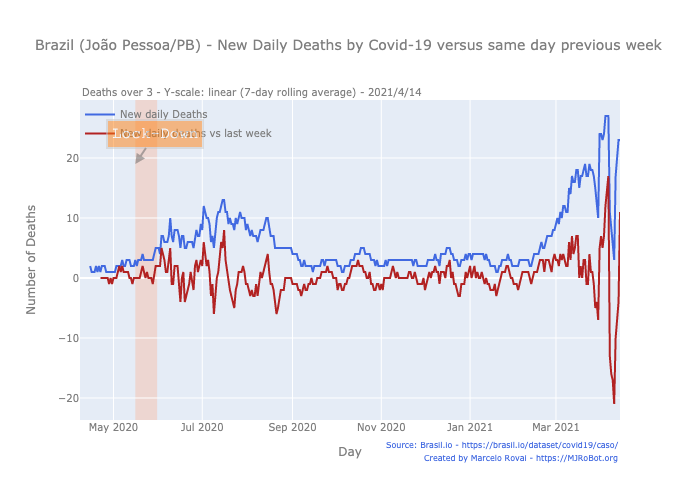 Brazil (João Pessoa/PB) - New Daily Deaths by Covid-19 versus same day previous week
Deaths over 3 - Y-scale: linear (7-day rolling average) - 2021/4/14
New daily Deaths
New daily deaths vs last week
Lock-Down
20
10
0
−10
−20
Number of Deaths
May 2020
Jul 2020
Sep 2020
Nov 2020
Jan 2021
Mar 2021
Day
Source: Brasil.io - https://brasil.io/dataset/covid19/caso/
Created by Marcelo Rovai - https://MJRoBot.org